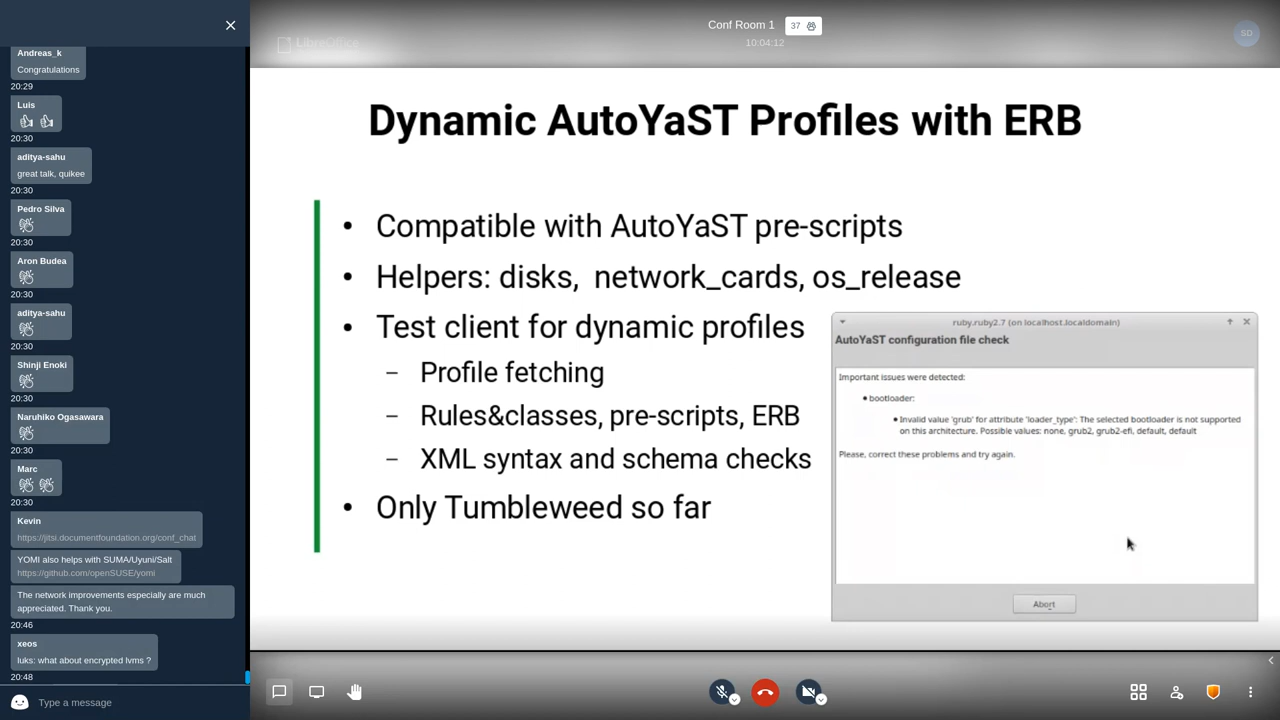 Andreas_k
Congratulations
20:29
Luis
20:30
aditya-sahu
great talk, quikee
20:30
Pedro Silva
20:30
Aron Budea
20:30
aditya-sahu
20:30
Shinji Enoki
20:30
Naruhiko Ogasawara
20:30
Marc
20:30
Kevin
https://jitsi.documentfoundation.org/conf_chat
YOMI also helps with SUMA/Uyuni/Salt
https://github.com/openSUSE/yomi
The network improvements especially are much
appreciated. Thank you.
20:46
xeos
luks: what about encrypted lvms ?
20:48
Type a message
LibreOffice
Conf Room 1 37
10:04:12
SD
Dynamic AutoYaST Profiles with ERB
• Compatible with AutoYaST pre-scripts
• Helpers: disks, network_cards, os_release
• Test client for dynamic profiles
– Profile fetching
– Rules&classes, pre-scripts, ERB
– XML syntax and schema checks
• Only Tumbleweed so far
ruby.ruby2.7 (on localhost.localdomain)
AutoYaST configuration file check
Important issues were detected:
• bootloader:
• Invalid value 'grub' for attribute 'loader_type': The selected bootloader is not supported
on this architecture. Possible values: none, grub2, grub2-efi, default, default
Please, correct these problems and try again.
Abort